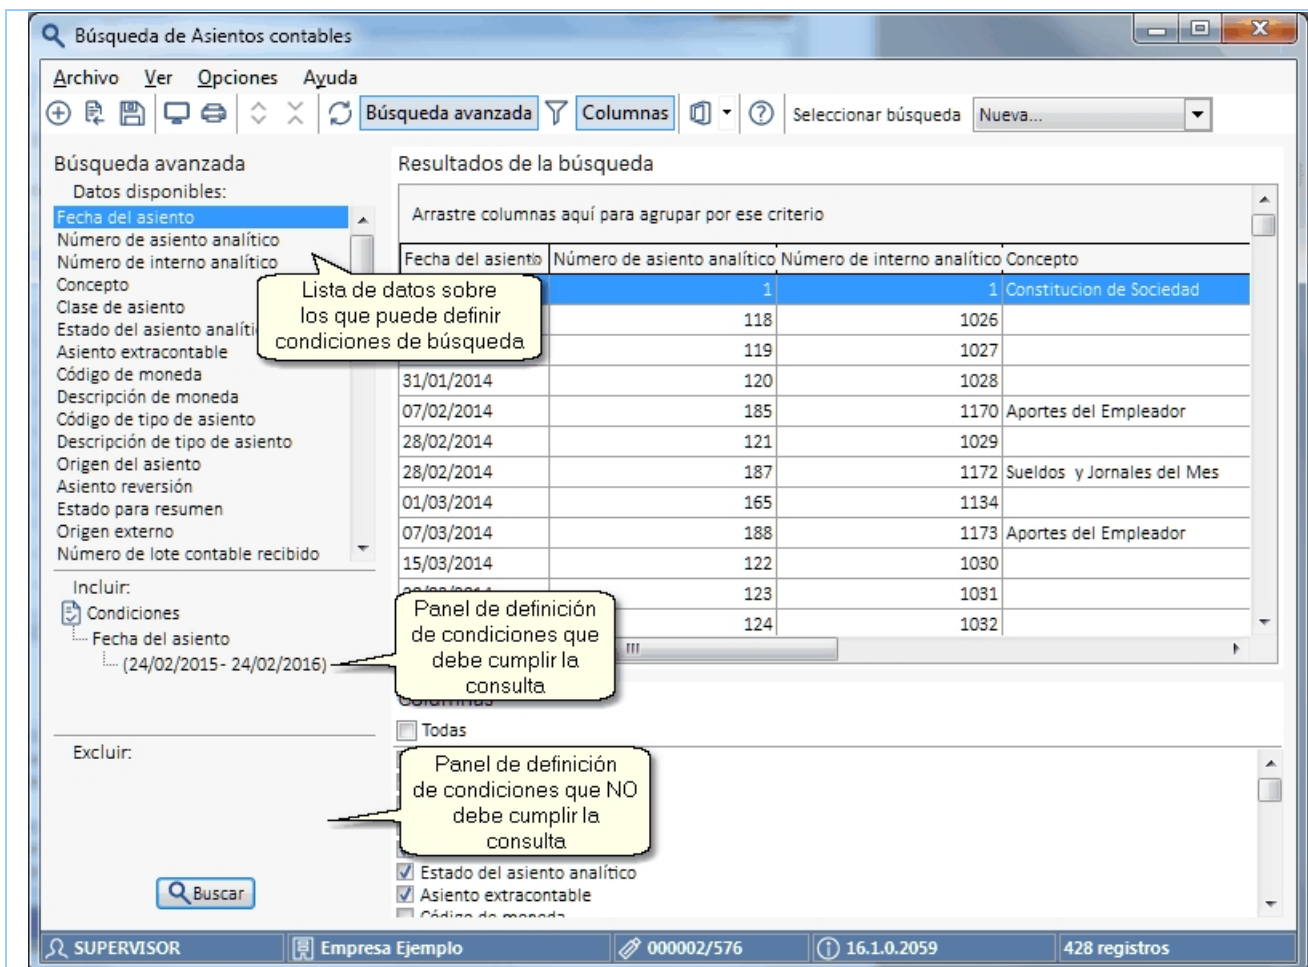 Búsqueda de Asientos contables
Archivo Ver Opciones Ayuda
Búsqueda avanzada Columnas Seleccionar búsqueda Nueva...
Búsqueda avanzada
Datos disponibles:
Fecha del asiento
Número de asiento analítico
Número de interno analítico
Concepto
Clase de asiento
Estado del asiento analíti
Asiento extracontable
Código de moneda
Descripción de moneda
Código de tipo de asiento
Descripción de tipo de asiento
Origen del asiento
Asiento reversión
Estado para resumen
Origen externo
Número de lote contable recibido
Lista de datos sobre
los que puede definir
condiciones de búsqueda
Incluir:
Condiciones
Fecha del asiento
(24/02/2015- 24/02/2016)
Excluir:
Buscar
Resultados de la búsqueda
Arrastre columnas aquí para agrupar por ese criterio
Fecha del asiento Número de asiento analítico Número de interno analítico Concepto
1 1 Constitucion de Sociedad
118 1026
119 1027
31/01/2014 120 1028
07/02/2014 185 1170 Aportes del Empleador
28/02/2014 121 1029
28/02/2014 187 1172 Sueldos y Jornales del Mes
01/03/2014 165 1134
07/03/2014 188 1173 Aportes del Empleador
15/03/2014 122 1030
123 1031
124 1032
Panel de definición
de condiciones que
debe cumplir la
consulta
Columnas
Todas
Panel de definición
de condiciones que NO
debe cumplir la
consulta
Estado del asiento analítico
Asiento extracontable
Código de moneda
SUPERVISOR Empresa Ejemplo 000002/576 16.1.0.2059 428 registros